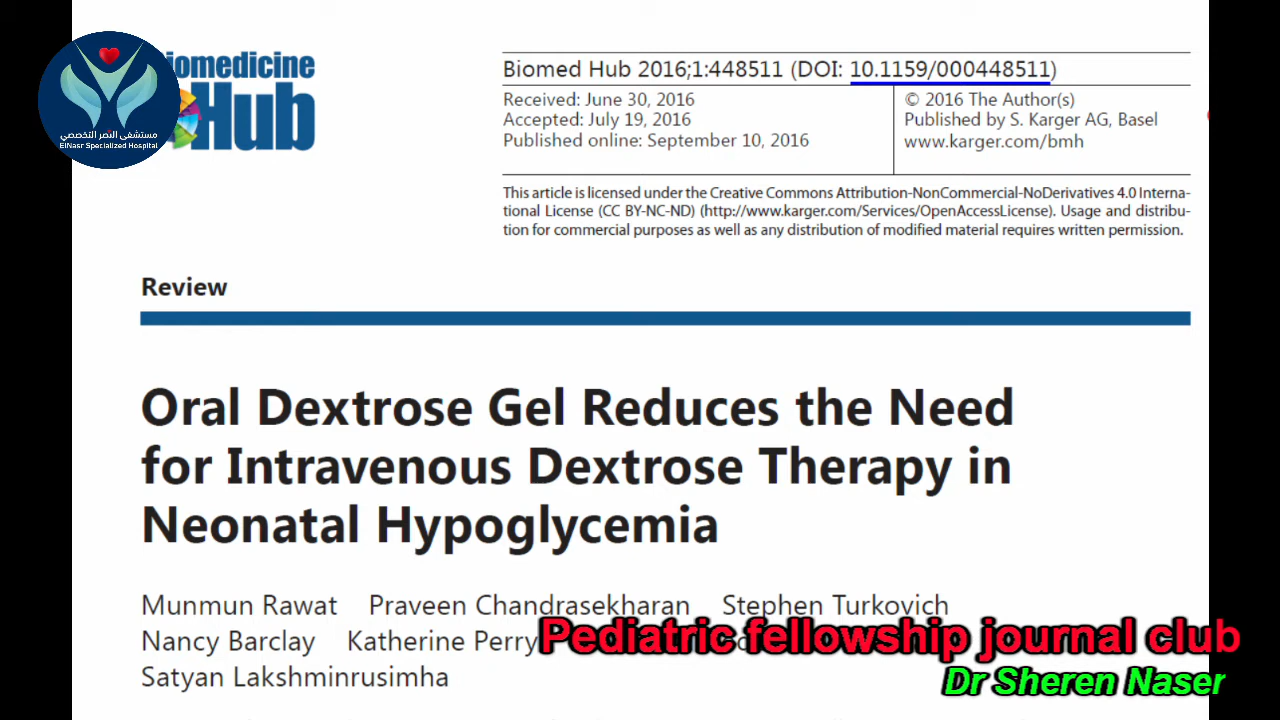 مستشفى النصر التخصصي
ElNasr Specialized Hospital
iomedicine
Hub
Biomed Hub 2016;1:448511 (DOI: 10.1159/000448511)
Received: June 30, 2016
Accepted: July 19, 2016
Published online: September 10, 2016
© 2016 The Author(s)
Published by S. Karger AG, Basel
www.karger.com/bmh
This article is licensed under the Creative Commons Attribution-NonCommercial-NoDerivatives 4.0 Interna-
tional License (CC BY-NC-ND) (http://www.karger.com/Services/OpenAccessLicense). Usage and distribu-
tion for commercial purposes as well as any distribution of modified material requires written permission.
Review
Oral Dextrose Gel Reduces the Need
for Intravenous Dextrose Therapy in
Neonatal Hypoglycemia
Munmun Rawat Praveen Chandrasekharan Stephen Turkovich
Nancy Barclay Katherine Perry
Satyan Lakshminrusimha
Pediatric fellowship journal club
Dr Sheren Naser